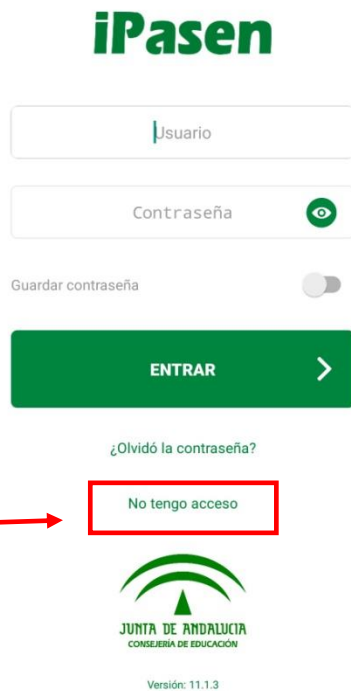 iPasen
Usuario
Contraseña
Guardar contraseña
ENTRAR
¿Olvidó la contraseña?
No tengo acceso
JUNTA DE ANDALUCIA
CONSEJERÍA DE EDUCACIÓN
Versión: 11.1.3